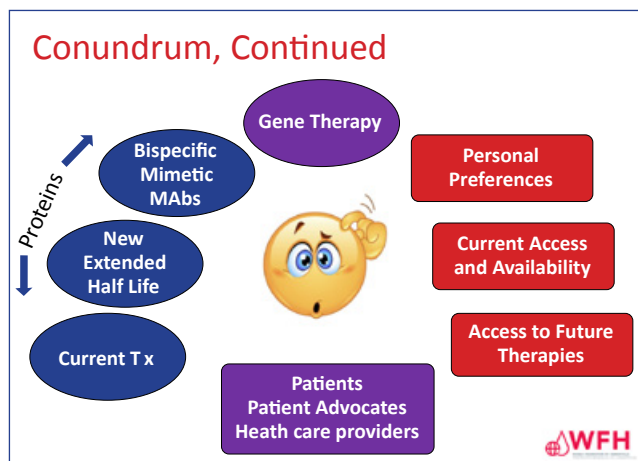 Conundrum, Continued
Gene Therapy
Proteins
Bispecific
Mimetic
MAbs
New
Extended
Half Life
Current T x
Personal
Preferences
Current Access
and Availability
Access to Future
Therapies
Patients
Patient Advocates
Heath care providers
WFH